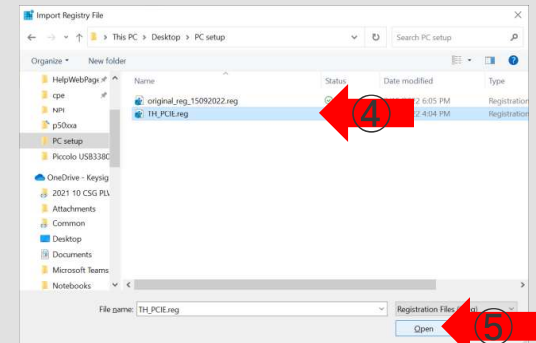 Import Registry File
This PC > Desktop > PC setup
Search PC setup
Organize
New folder
HelpWebPage
cpe
NPI
p50xxa
PC setup
Piccolo USB3380
OneDrive - Keysig
2021 10 CSG PLV
Attachments
Common
Desktop
Documents
Microsoft Teams
Notebooks
Name
Status
Date modified
Type
original_reg_15092022.reg
6:05 PM
Registration
TH_PCIE.reg
4:04 PM
Registration
④
File name:
TH_PCIE.reg
Registration Files
Open
⑤